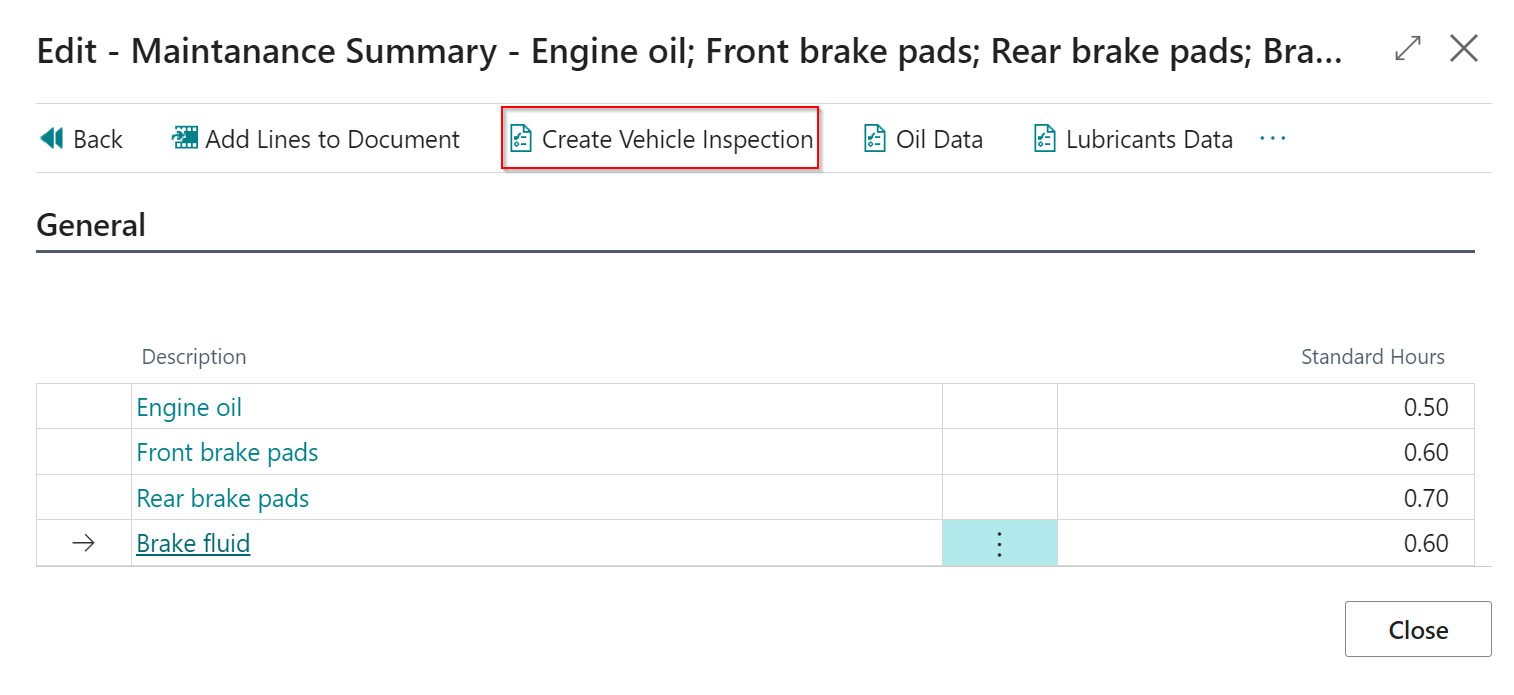 Edit - Maintanance Summary - Engine oil; Front brake pads; Rear brake pads; Bra...
Back Add Lines to Document Create Vehicle Inspection Oil Data Lubricants Data ...
General
Description Standard Hours
Engine oil 0.50
Front brake pads 0.60
Rear brake pads 0.70
Brake fluid 0.60
Close